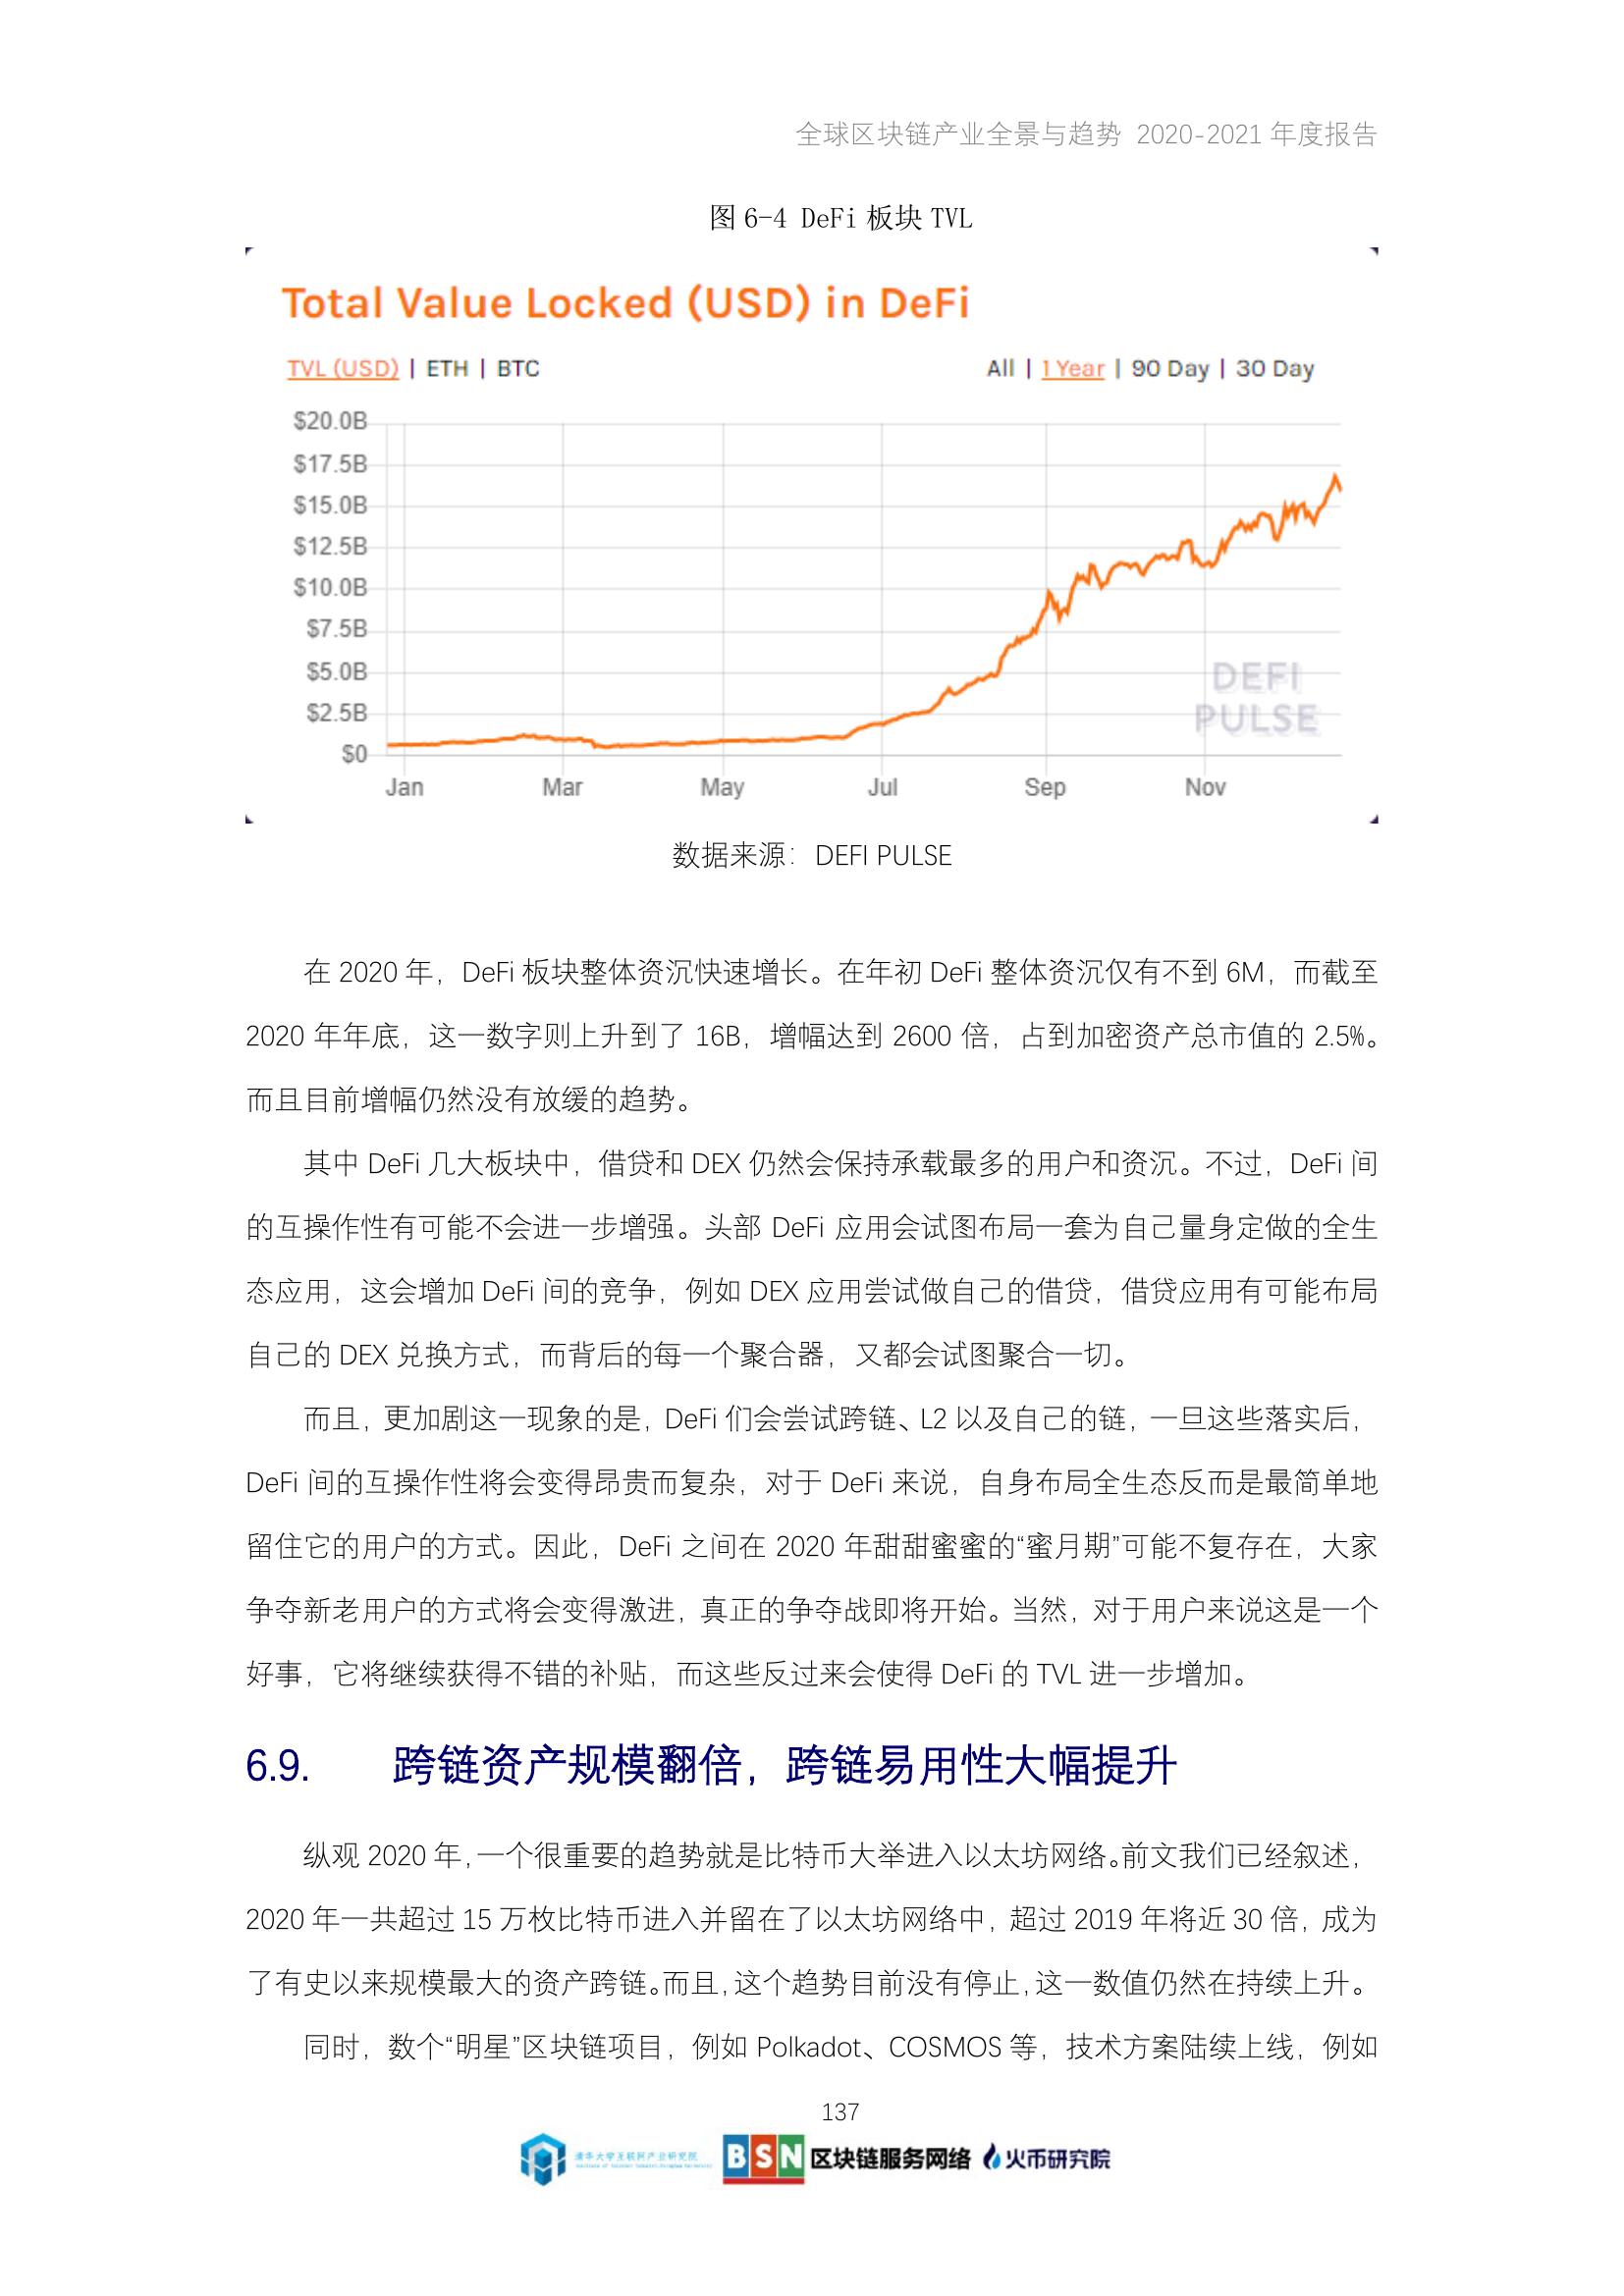 全球区块链产业全景与趋势 2020-2021 年度报告
图 6-4 DeFi 板块 TVL
Total Value Locked (USD) in DeFi
TVL (USD) | ETH | BTC
All | 1 Year | 90 Day | 30 Day
$20.0B
$17.5B
$15.0B
$12.5B
$10.0B
$7.5B
$5.0B
$2.5B
$0
DEFI
PULSE
Jan Mar May Jul Sep Nov
数据来源：DEFI PULSE
在 2020 年，DeFi 板块整体资沉快速增长。在年初 DeFi 整体资沉仅有不到 6M，而截至
2020 年年底，这一数字则上升到了 16B，增幅达到 2600 倍，占到加密资产总市值的 2.5‰。
而且目前增幅仍然没有放缓的趋势。
其中 DeFi 几大板块中，借贷和 DEX 仍然会保持承载最多的用户和资沉。不过，DeFi 间
的互操作性有可能不会进一步增强。头部 DeFi 应用会试图布局一套为自己量身定做的全生
态应用，这会增加 DeFi 间的竞争，例如 DEX 应用尝试做自己的借贷，借贷应用有可能布局
自己的 DEX 兑换方式，而背后的每一个聚合器，又都会试图聚合一切。
而且，更加剧这一现象的是，DeFi 们会尝试跨链、L2 以及自己的链，一旦这些落实后，
DeFi 间的互操作性将会变得昂贵而复杂，对于 DeFi 来说，自身布局全生态反而是最简单地
留住它的用户的方式。因此，DeFi 之间在 2020 年甜甜蜜蜜的“蜜月期”可能不复存在，大家
争夺新老用户的方式将会变得激进，真正的争夺战即将开始。当然，对于用户来说这是一个
好事，它将继续获得不错的补贴，而这些反过来会使得 DeFi 的 TVL 进一步增加。
6.9. 跨链资产规模翻倍，跨链易用性大幅提升
纵观 2020 年，一个很重要的趋势就是比特币大举进入以太坊网络。前文我们已经叙述，
2020 年一共超过 15 万枚比特币进入并留在了以太坊网络中，超过 2019 年将近 30 倍，成为
了有史以来规模最大的资产跨链。而且，这个趋势目前没有停止，这一数值仍然在持续上升。
同时，数个“明星”区块链项目，例如 Polkadot、COSMOS 等，技术方案陆续上线，例如
137
清华大学互联网产业研究院
BSN 区块链服务网络 火币研究院